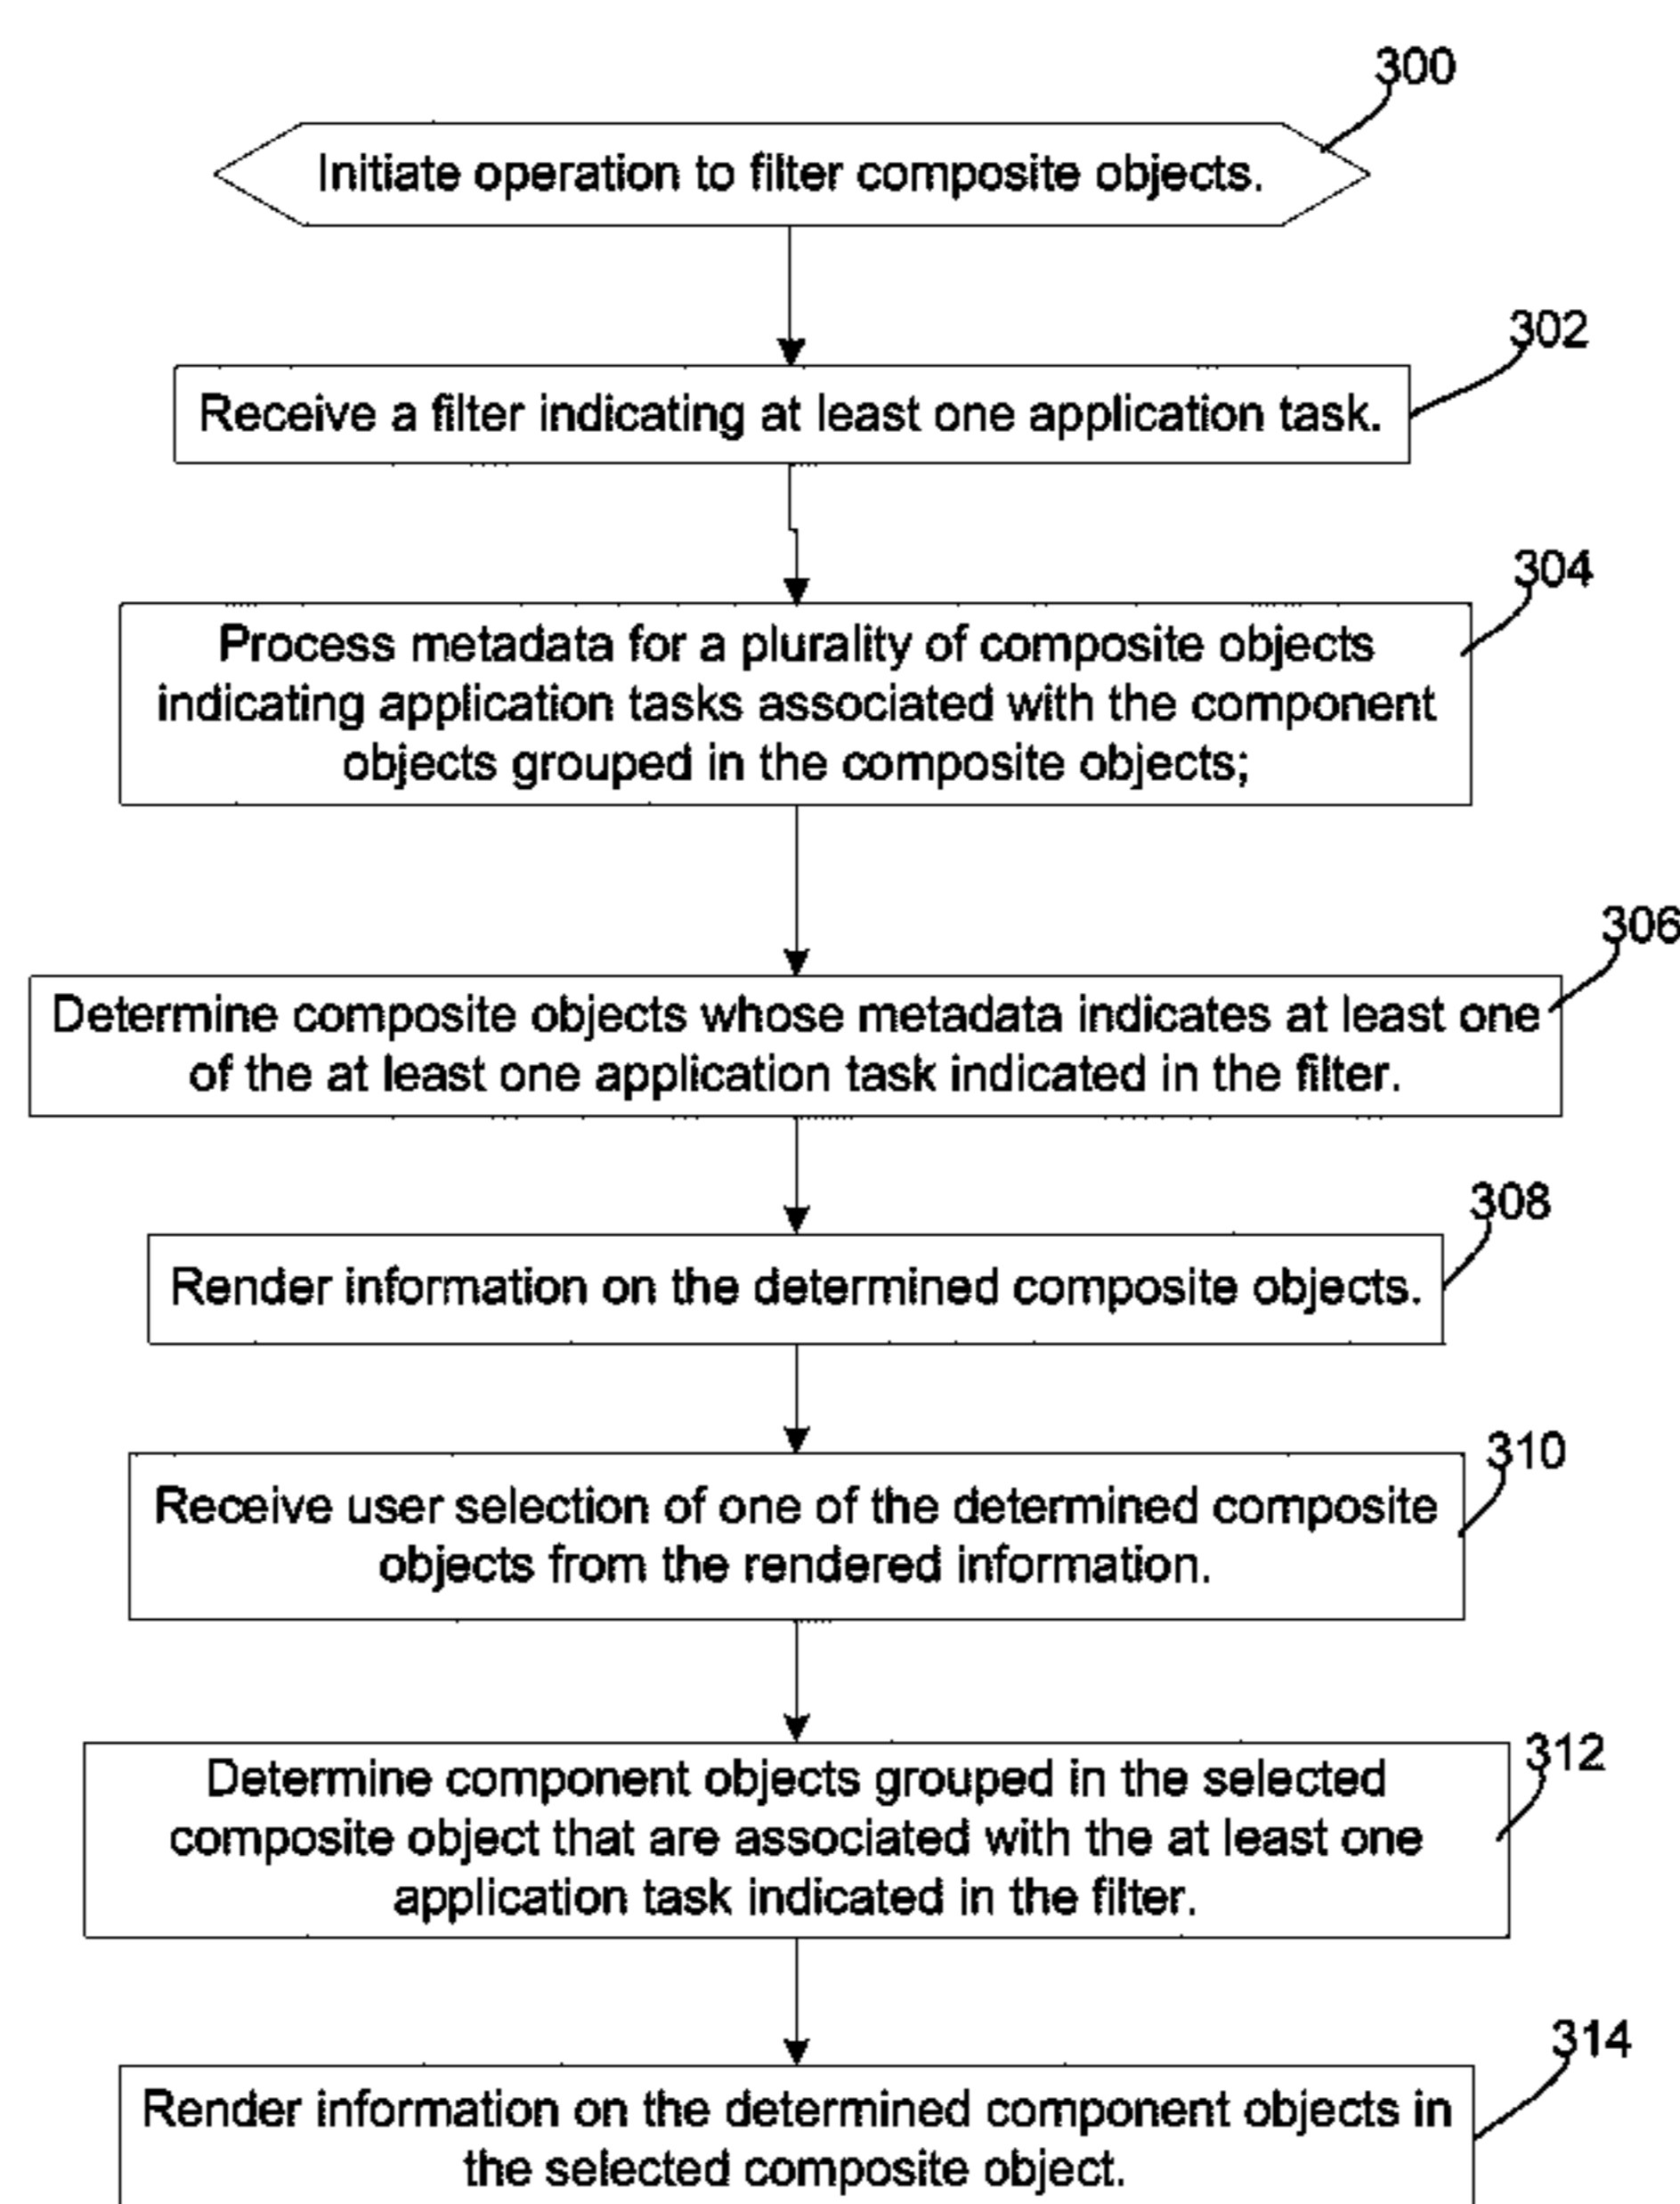 300
Initiate operation to filter composite objects.
302
Receive a filter indicating at least one application task.
304
Process metadata for a plurality of composite objects
indicating application tasks associated with the component
objects grouped in the composite objects;
306
Determine composite objects whose metadata indicates at least one
of the at least one application task indicated in the filter.
308
Render information on the determined composite objects.
310
Receive user selection of one of the determined composite
objects from the rendered information.
312
Determine component objects grouped in the selected
composite object that are associated with the at least one
application task indicated in the filter.
314
Render information on the determined component objects in
the selected composite object.